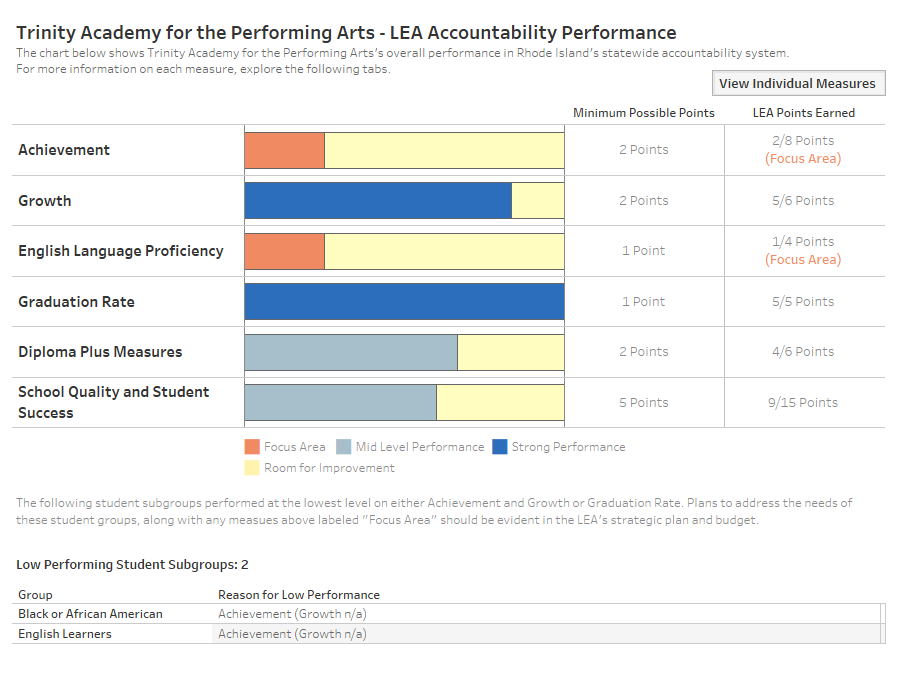 Trinity Academy for the Performing Arts - LEA Accountability Performance
The chart below shows Trinity Academy for the Performing Arts's overall performance in Rhode Island's statewide accountability system.
For more information on each measure, explore the following tabs.
View Individual Measures
Minimum Possible Points LEA Points Earned
Achievement 2 Points 2/8 Points
(Focus Area)
Growth 2 Points 5/6 Points
English Language Proficiency 1 Point 1/4 Points
(Focus Area)
Graduation Rate 1 Point 5/5 Points
Diploma Plus Measures 2 Points 4/6 Points
School Quality and Student
Success 5 Points 9/15 Points
Focus Area Mid Level Performance Strong Performance
Room for Improvement
The following student subgroups performed at the lowest level on either Achievement and Growth or Graduation Rate. Plans to address the needs of
these student groups, along with any measues above labeled "Focus Area" should be evident in the LEA's strategic plan and budget.
Low Performing Student Subgroups: 2
Group Reason for Low Performance
Black or African American Achievement (Growth n/a)
English Learners Achievement (Growth n/a)